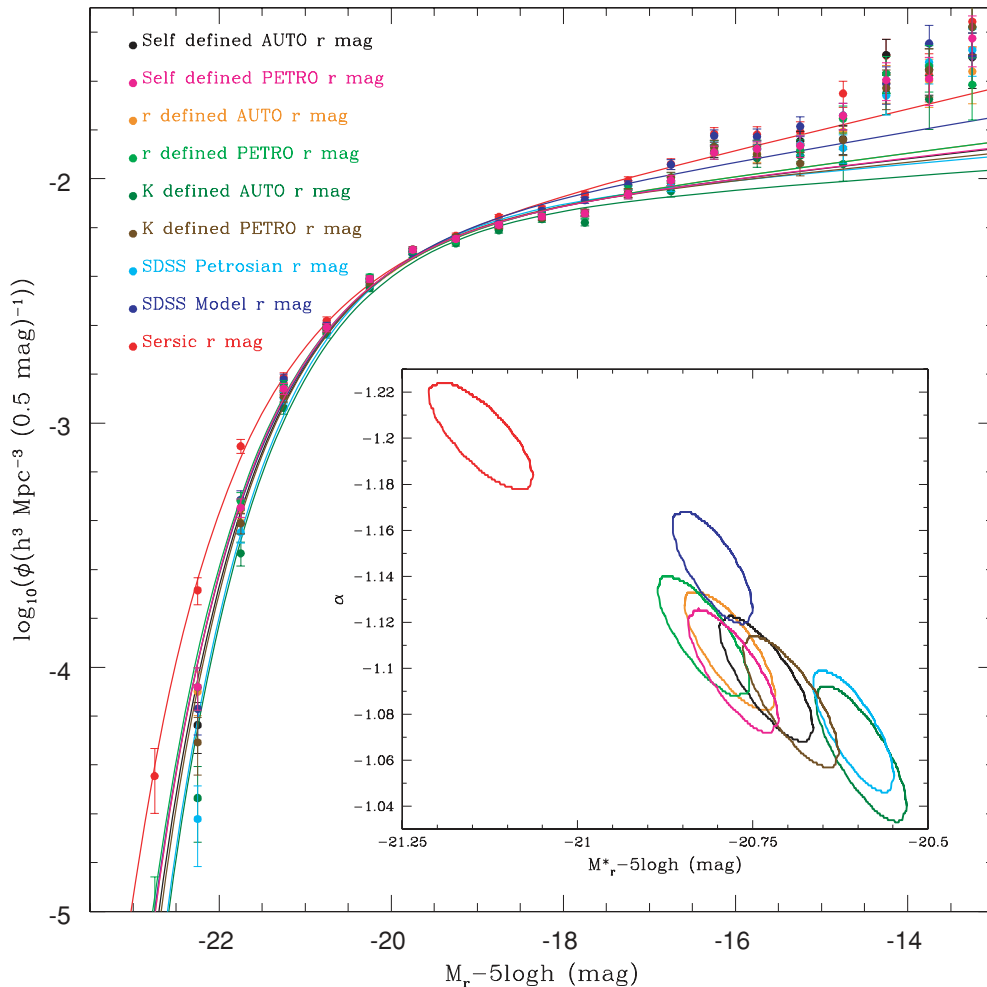 Self defined AUTO r mag
Self defined PETRO r mag
r defined AUTO r mag
r defined PETRO r mag
K defined AUTO r mag
K defined PETRO r mag
SDSS Petrosian r mag
SDSS Model r mag
Sersic r mag
-2
-3
-4
-5
log₁₀(ϕ(h³ Mpc⁻³ (0.5 mag)⁻¹))
-1.22
-1.2
-1.18
-1.16
-1.14
-1.12
-1.1
-1.08
-1.06
-1.04
α
-21.25
-21
-20.75
-20.5
M*ᵣ-5logh (mag)
-22
-20
-18
-16
-14
Mᵣ-5logh (mag)